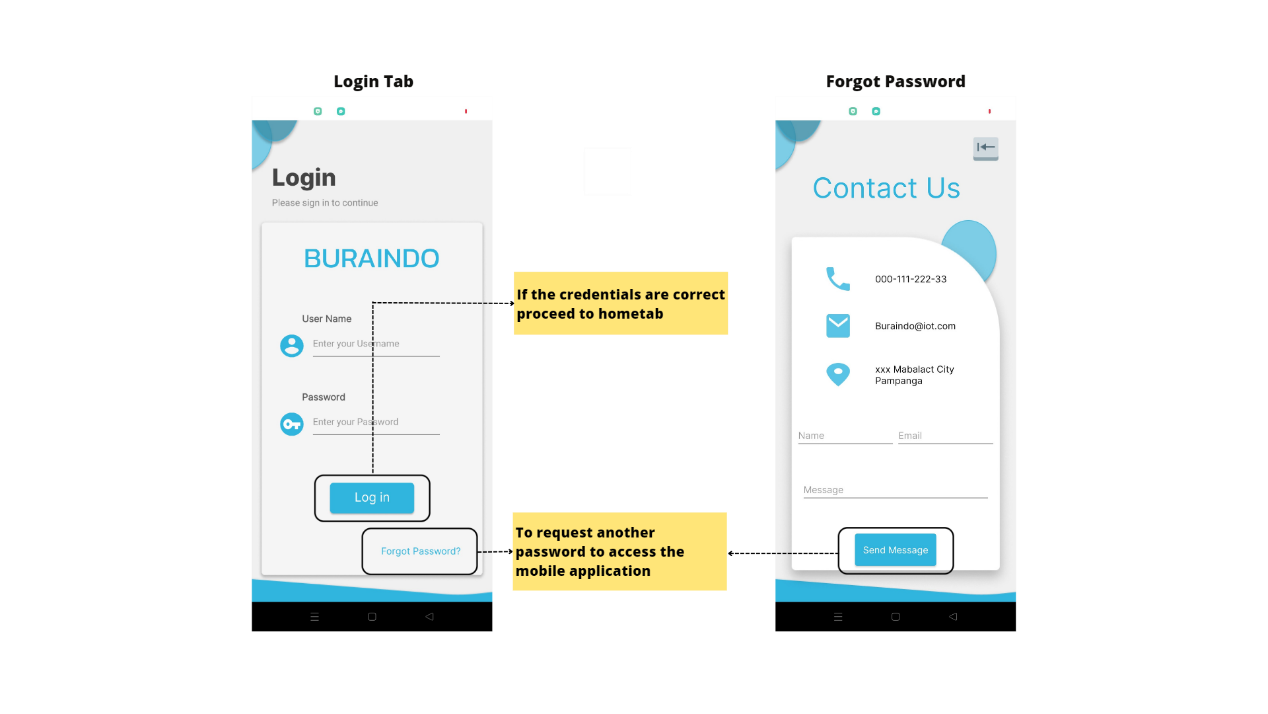 Login Tab
Login
Please sign in to continue
BURAINDO
User Name
Enter your Username
Password
Enter your Password
Log in
Forgot Password?
If the credentials are correct
proceed to hometab
To request another
password to access the
mobile application
Forgot Password
Contact Us
000-111-222-33
Buraindo@iot.com
xxx Mabalact City
Pampanga
Name
Email
Message
Send Message